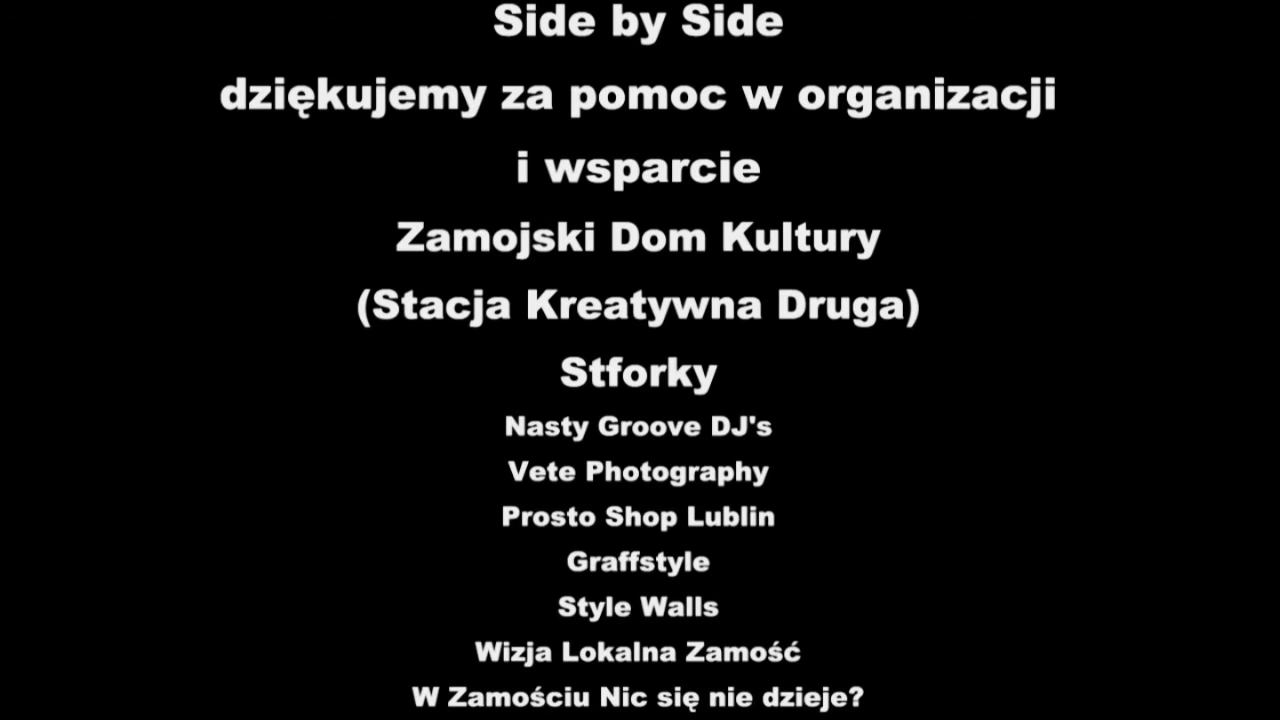 Side by Side
dziękujemy za pomoc w organizacji
i wsparcie
Zamojski Dom Kultury
(Stacja Kreatywna Druga)
Stforky
Nasty Groove DJ's
Vete Photography
Prosto Shop Lublin
Graffstyle
Style Walls
Wizja Lokalna Zamość
W Zamościu Nic się nie dzieje?